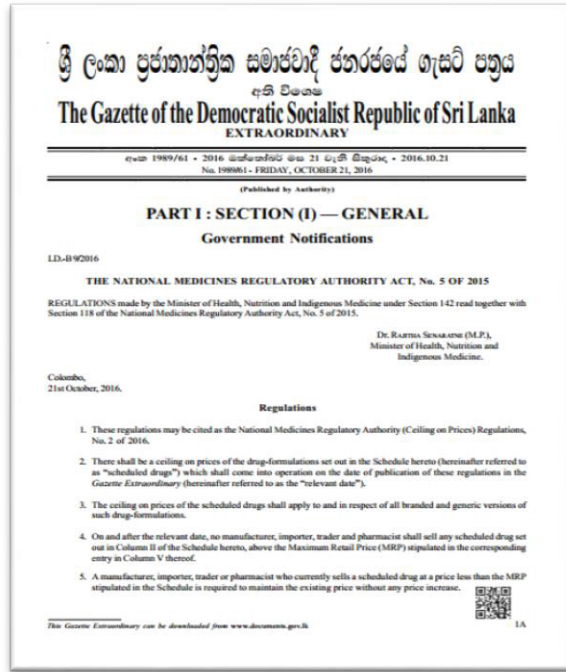 ශ්‍රී ලංකා ප්‍රජාතාන්ත්‍රික සමාජවාදී ජනරජයේ ගැසට් පත්‍රය
අති විශෙෂ
The Gazette of the Democratic Socialist Republic of Sri Lanka
EXTRAORDINARY
අංක 1989/61 - 2016 ඔක්තෝබර් මස 21 වැනි සිකුරාදා - 2016.10.21
No. 1989/61 - FRIDAY, OCTOBER 21, 2016
(Published by Authority)
PART I : SECTION (I) — GENERAL
Government Notifications
I.D.-B 9/2016
THE NATIONAL MEDICINES REGULATORY AUTHORITY ACT, No. 5 OF 2015
REGULATIONS made by the Minister of Health, Nutrition and Indigenous Medicine under Section 142 read together with
Section 118 of the National Medicines Regulatory Authority Act, No. 5 of 2015.
Dr. RAJITHA SENARATNE (M.P.),
Minister of Health, Nutrition and
Indigenous Medicine.
Colombo,
21st October, 2016.
Regulations
1. These regulations may be cited as the National Medicines Regulatory Authority (Ceiling on Prices) Regulations,
No. 2 of 2016.
2. There shall be a ceiling on prices of the drug-formulations set out in the Schedule hereto (hereinafter referred to
as "scheduled drugs") which shall come into operation on the date of publication of these regulations in the
Gazette Extraordinary (hereinafter referred to as the "relevant date").
3. The ceiling on prices of the scheduled drugs shall apply to and in respect of all branded and generic versions of
such drug-formulations.
4. On and after the relevant date, no manufacturer, importer, trader and pharmacist shall sell any scheduled drug set
out in Column II of the Schedule hereto, above the Maximum Retail Price (MRP) stipulated in the corresponding
entry in Column V thereof.
5. A manufacturer, importer, trader or pharmacist who currently sells a scheduled drug at a price less than the MRP
stipulated in the Schedule is required to maintain the existing price without any price increase.
This Gazette Extraordinary can be downloaded from www.documents.gov.lk
1A